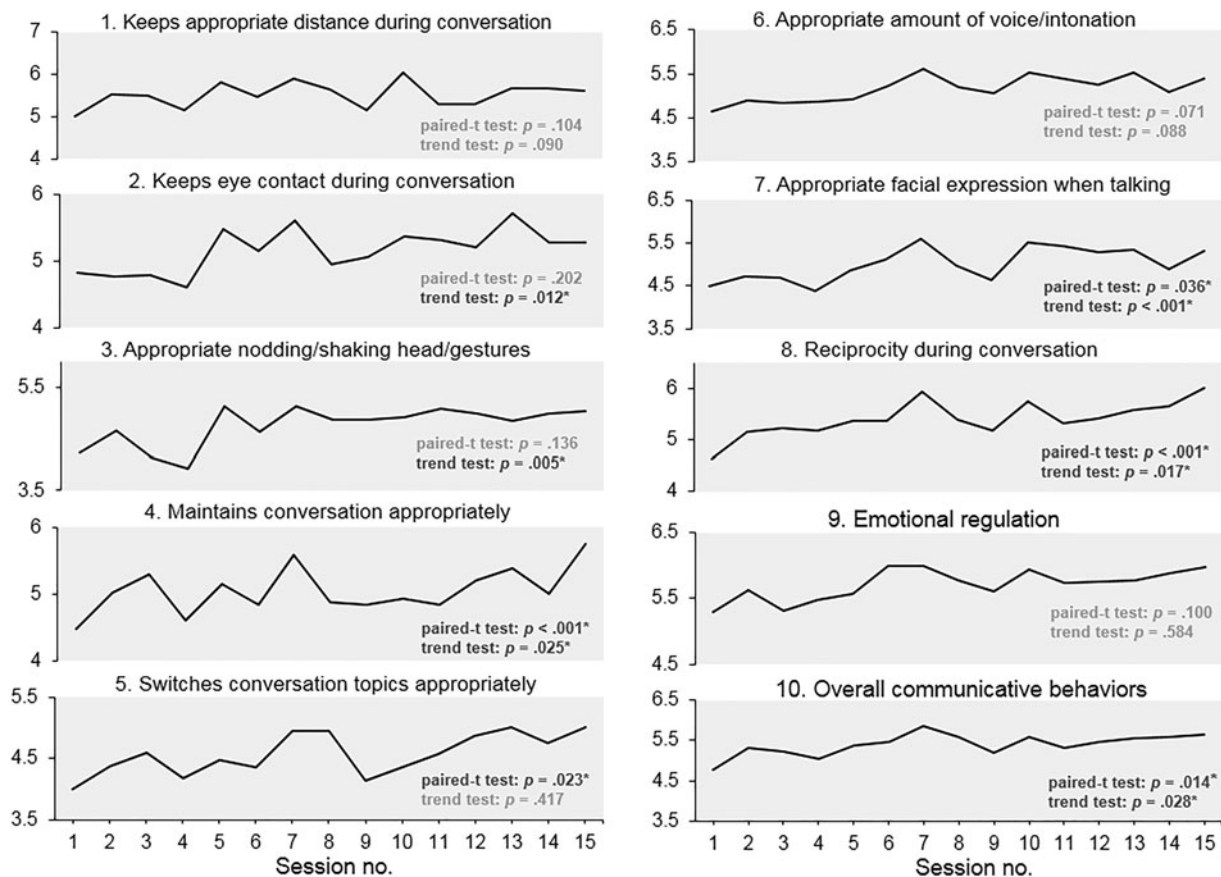 1. Keeps appropriate distance during conversation
7
6
5
4
paired-t test: p = .104
trend test: p = .090
2. Keeps eye contact during conversation
6
5
4
paired-t test: p = .202
trend test: p = .012*
3. Appropriate nodding/shaking head/gestures
5.5
3.5
paired-t test: p = .136
trend test: p = .005*
4. Maintains conversation appropriately
6
5
4
paired-t test: p < .001*
trend test: p = .025*
5. Switches conversation topics appropriately
5.5
4.5
3.5
paired-t test: p = .023*
trend test: p = .417
1 2 3 4 5 6 7 8 9 10 11 12 13 14 15
Session no.
6. Appropriate amount of voice/intonation
6.5
5.5
4.5
3.5
paired-t test: p = .071
trend test: p = .088
7. Appropriate facial expression when talking
6.5
5.5
4.5
3.5
paired-t test: p = .036*
trend test: p < .001*
8. Reciprocity during conversation
6
5
4
paired-t test: p < .001*
trend test: p = .017*
9. Emotional regulation
6.5
5.5
4.5
paired-t test: p = .100
trend test: p = .584
10. Overall communicative behaviors
6.5
5.5
4.5
3.5
paired-t test: p = .014*
trend test: p = .028*
1 2 3 4 5 6 7 8 9 10 11 12 13 14 15
Session no.